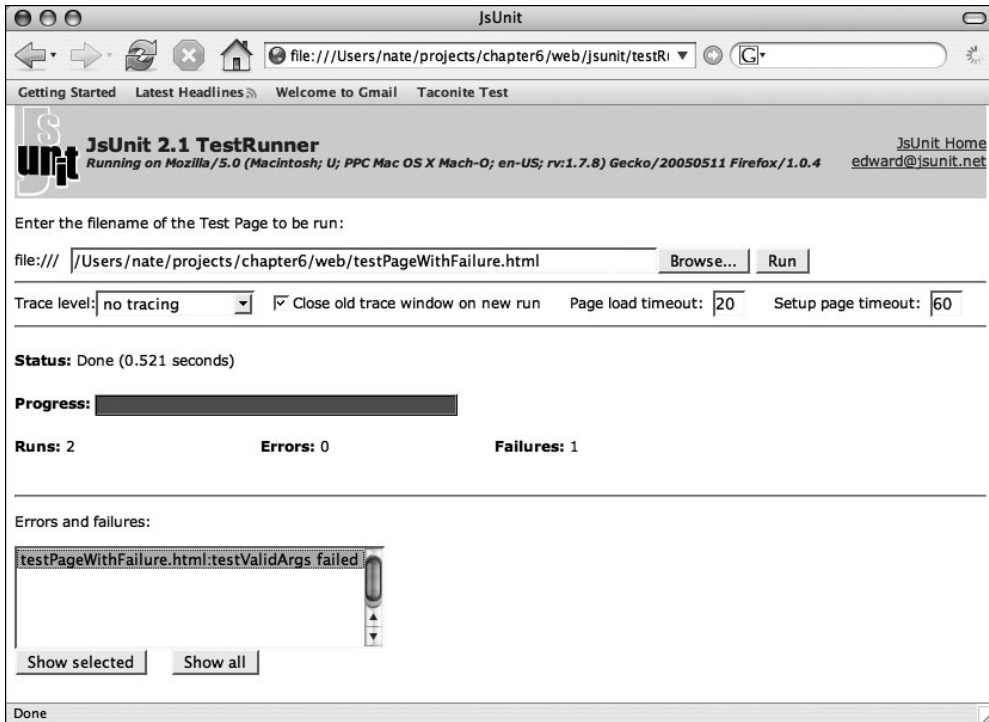 JsUnit
file:///Users/nate/projects/chapter6/web/jsunit/testRu
G
Getting Started Latest Headlines Welcome to Gmail Taconite Test
JS
unit
JsUnit 2.1 TestRunner
JsUnit Home
Running on Mozilla/5.0 (Macintosh; U; PPC Mac OS X Mach-O; en-US; rv:1.7.8) Gecko/20050511 Firefox/1.0.4
edward@jsunit.net
Enter the filename of the Test Page to be run:
file:/// /Users/nate/projects/chapter6/web/testPageWithFailure.html Browse... Run
Trace level: no tracing Close old trace window on new run Page load timeout: 20 Setup page timeout: 60
Status: Done (0.521 seconds)
Progress:
Runs: 2 Errors: 0 Failures: 1
Errors and failures:
testPageWithFailure.html:testValidArgs failed
Show selected Show all
Done